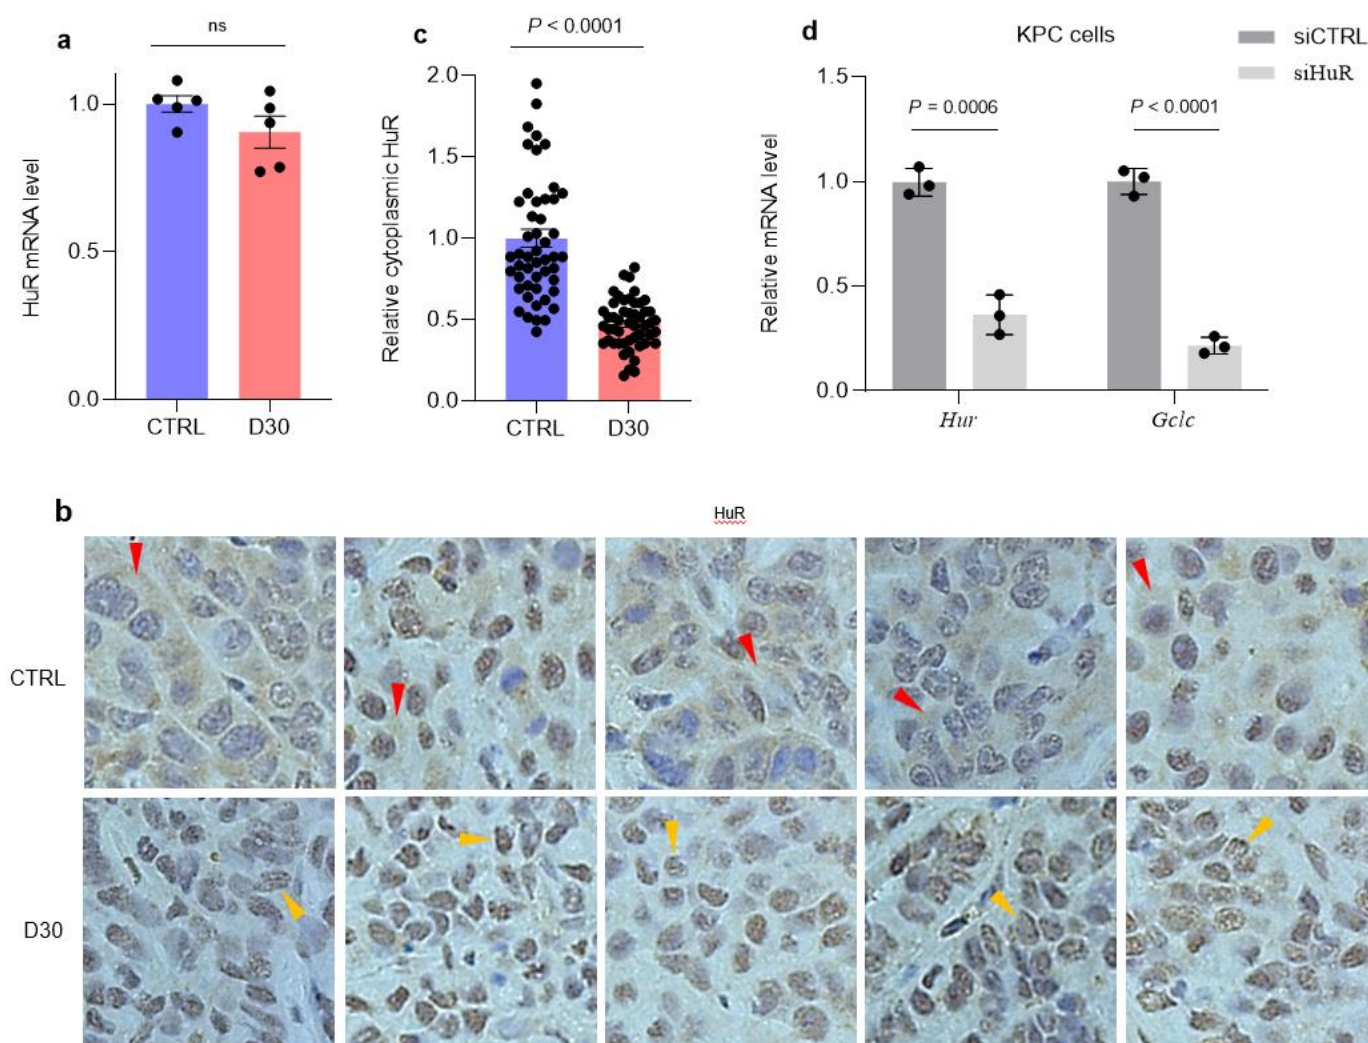 a
ns
HuR mRNA level
1.0
0.5
0.0
CTRL D30
c
P < 0.0001
Relative cytoplasmic HuR
2.0
1.5
1.0
0.5
0.0
CTRL D30
d
KPC cells
siCTRL
siHuR
Relative mRNA level
1.5
1.0
0.5
0.0
P = 0.0006
P < 0.0001
Hur Gclc
b
HuR
CTRL
D30